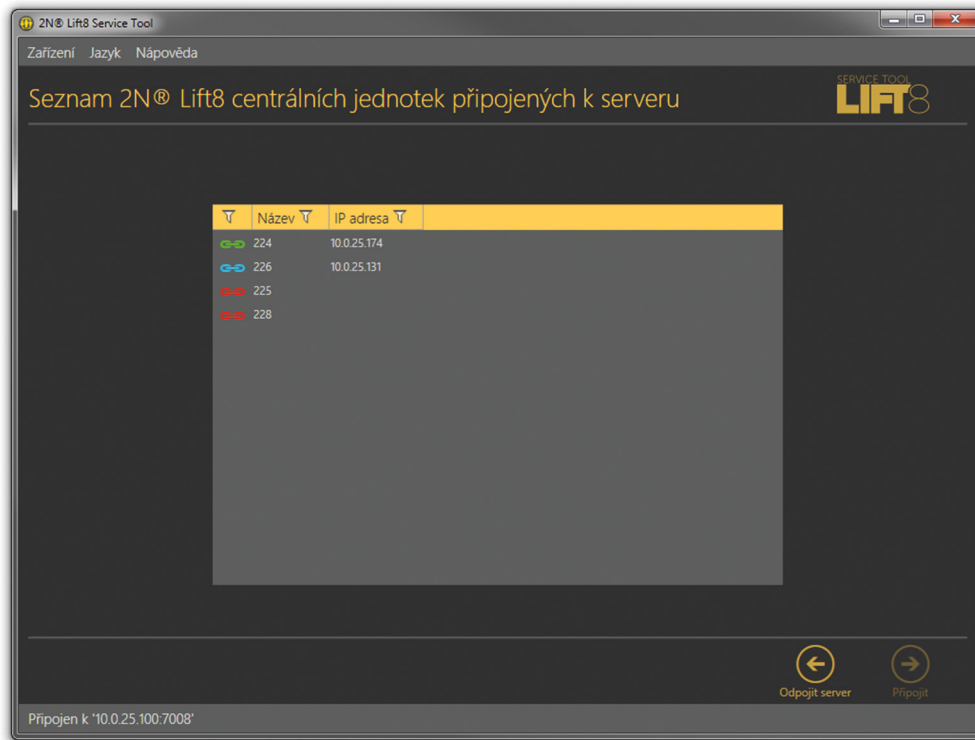 2N® Lift8 Service Tool
Zařízení Jazyk Nápověda
Seznam 2N® Lift8 centrálních jednotek připojených k serveru
SERVICE TOOL
LIFT8
Název IP adresa
224 10.0.25.174
226 10.0.25.131
225
228
Odpojit server Připojit
Připojen k '10.0.25.100:7008'